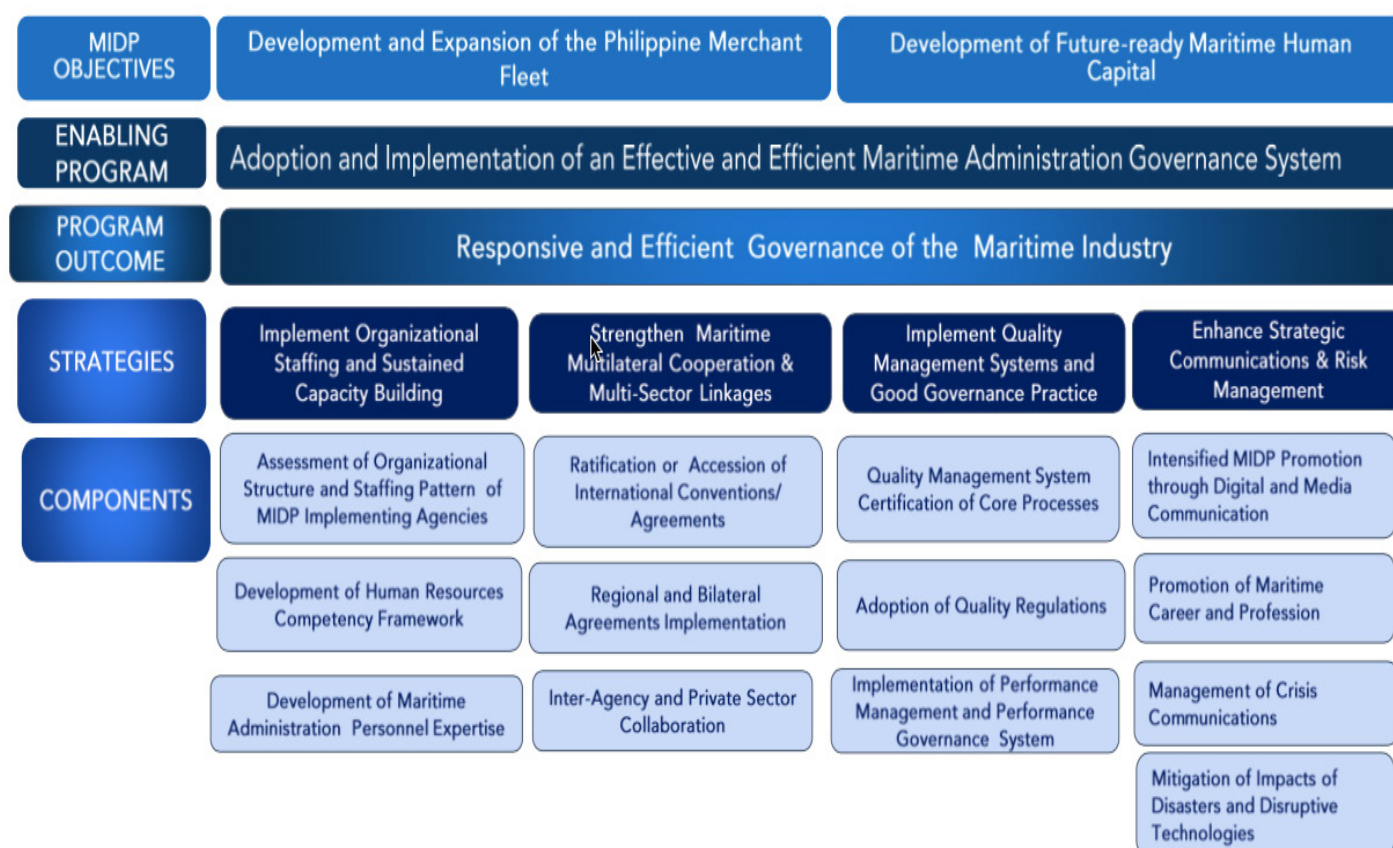 MIDP
OBJECTIVES
Development and Expansion of the Philippine Merchant
Fleet
Development of Future-ready Maritime Human
Capital
ENABLING
PROGRAM
Adoption and Implementation of an Effective and Efficient Maritime Administration Governance System
PROGRAM
OUTCOME
Responsive and Efficient Governance of the Maritime Industry
STRATEGIES
Implement Organizational
Staffing and Sustained
Capacity Building
Strengthen Maritime
Multilateral Cooperation &
Multi-Sector Linkages
Implement Quality
Management Systems and
Good Governance Practice
Enhance Strategic
Communications & Risk
Management
COMPONENTS
Assessment of Organizational
Structure and Staffing Pattern of
MIDP Implementing Agencies
Ratification or Accession of
International Conventions/
Agreements
Quality Management System
Certification of Core Processes
Intensified MIDP Promotion
through Digital and Media
Communication
Development of Human Resources
Competency Framework
Regional and Bilateral
Agreements Implementation
Adoption of Quality Regulations
Promotion of Maritime
Career and Profession
Development of Maritime
Administration Personnel Expertise
Inter-Agency and Private Sector
Collaboration
Implementation of Performance
Management and Performance
Governance System
Management of Crisis
Communications
Mitigation of Impacts of
Disasters and Disruptive
Technologies